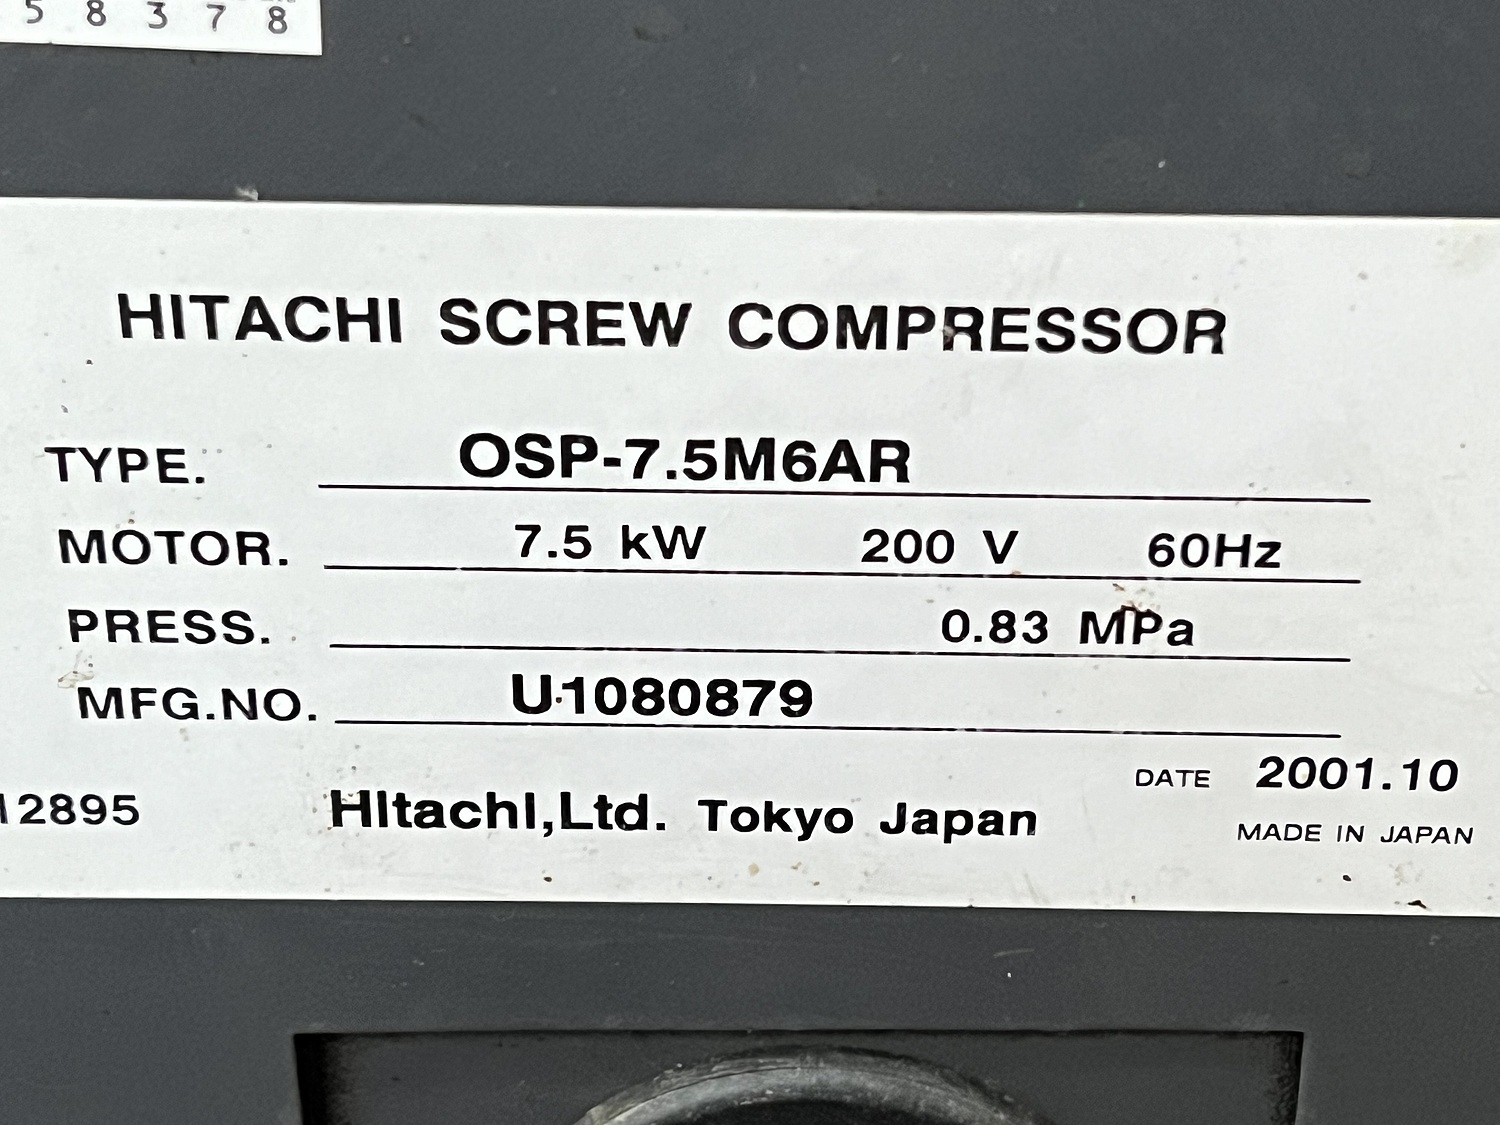 5 8 3 7 8
HITACHI SCREW COMPRESSOR
TYPE. OSP-7.5M6AR
MOTOR. 7.5 kW 200 V 60Hz
PRESS. 0.83 MPa
MFG.NO. U1080879
DATE 2001.10
12895 Hitachi,Ltd. Tokyo Japan
MADE IN JAPAN